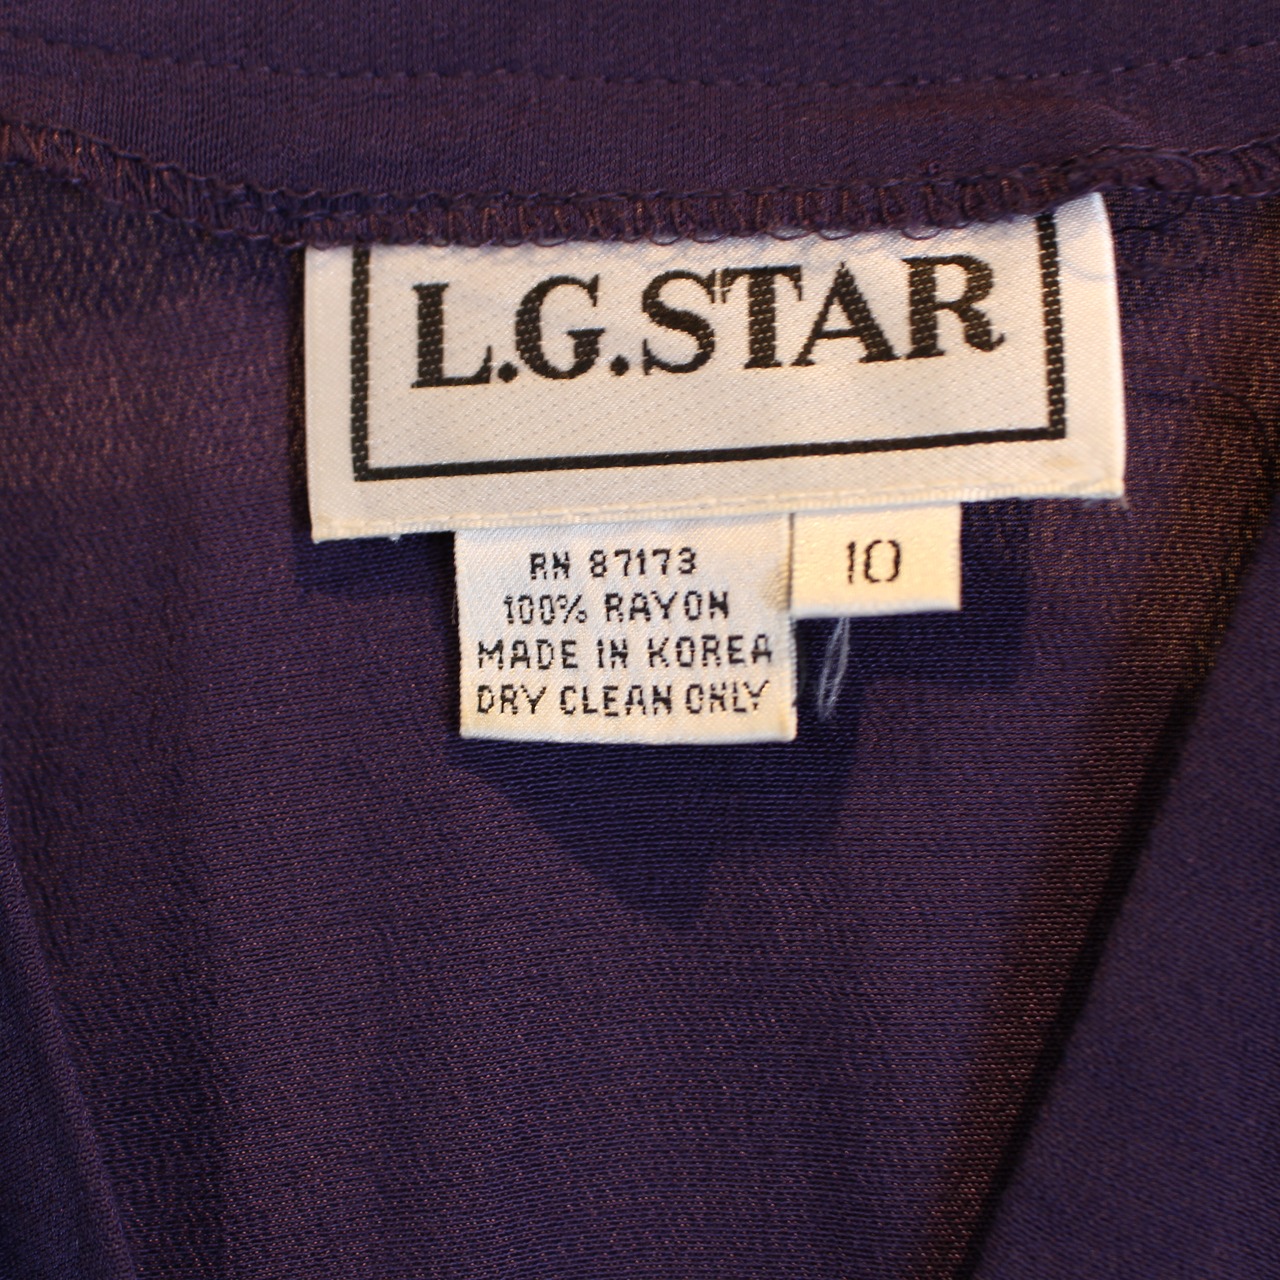 L.G.STAR
10
RN 87173
100% RAYON
MADE IN KOREA
DRY CLEAN ONLY